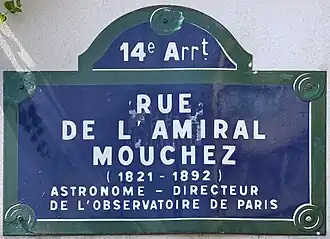 14e Arrt
RUE
DE L'AMIRAL
MOUCHEZ
(1821-1892)
ASTRONOME - DIRECTEUR
DE L'OBSERVATOIRE DE PARIS